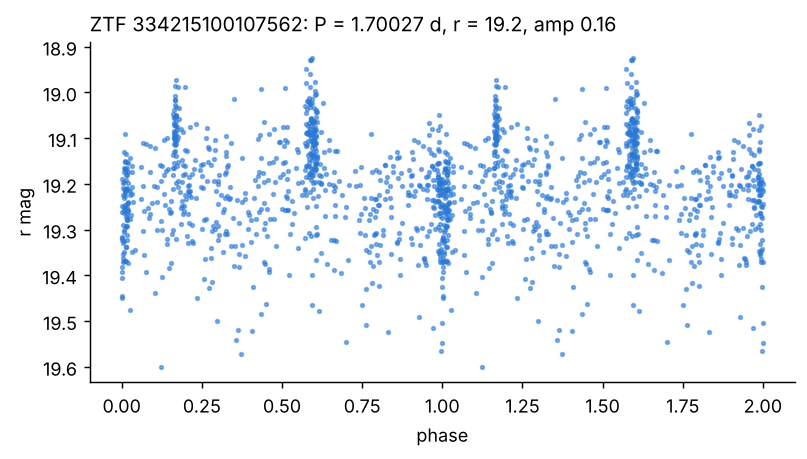 ZTF 334215100107562: P = 1.70027 d, r = 19.2, amp 0.16
18.9
19.0
19.1
19.2
19.3
19.4
19.5
19.6
r mag
0.00 0.25 0.50 0.75 1.00 1.25 1.50 1.75 2.00
phase